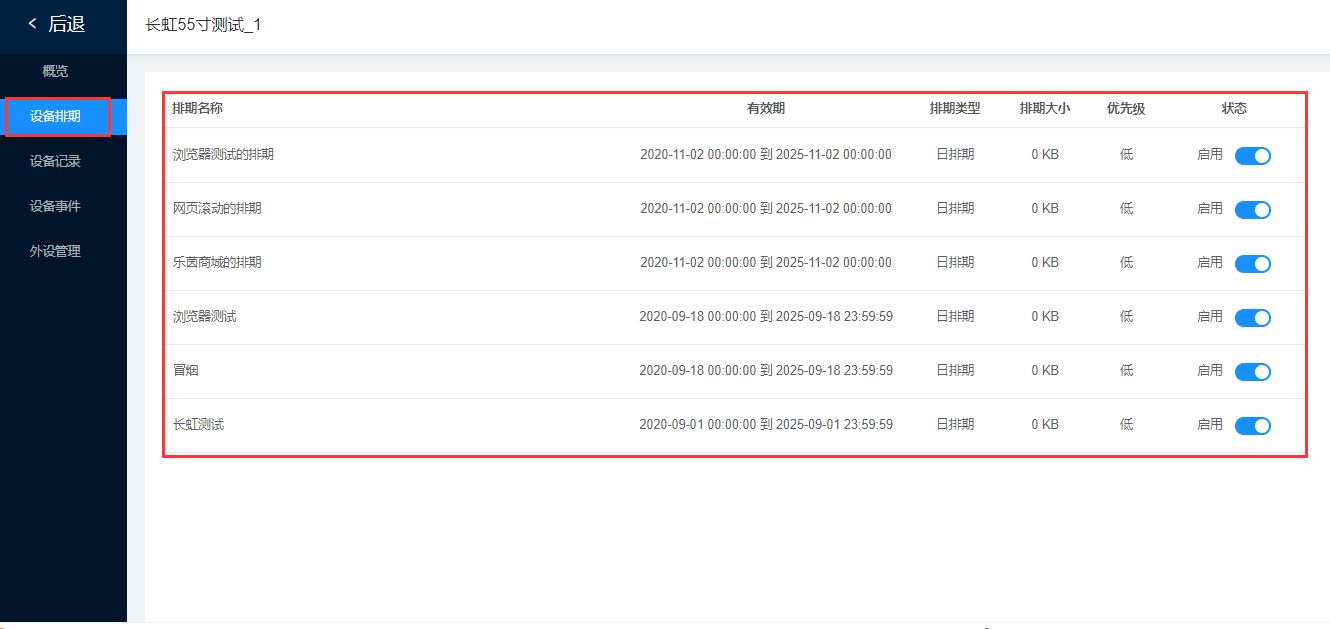 < 后退
长虹55寸测试_1
概览
设备排期
设备记录
设备事件
外设管理
排期名称 有效期 排期类型 排期大小 优先级 状态
浏览器测试的排期 2020-11-02 00:00:00 到 2025-11-02 00:00:00 日排期 0 KB 低 启用
网页滚动的排期 2020-11-02 00:00:00 到 2025-11-02 00:00:00 日排期 0 KB 低 启用
乐茵商城的排期 2020-11-02 00:00:00 到 2025-11-02 00:00:00 日排期 0 KB 低 启用
浏览器测试 2020-09-18 00:00:00 到 2025-09-18 23:59:59 日排期 0 KB 低 启用
冒烟 2020-09-18 00:00:00 到 2025-09-18 23:59:59 日排期 0 KB 低 启用
长虹测试 2020-09-01 00:00:00 到 2025-09-01 23:59:59 日排期 0 KB 低 启用